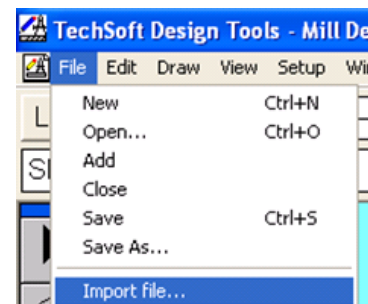 TechSoft Design Tools - Mill De
File Edit Draw View Setup Wi
New Ctrl+N
Open... Ctrl+O
Add
Close
Save Ctrl+S
Save As...
Import file...